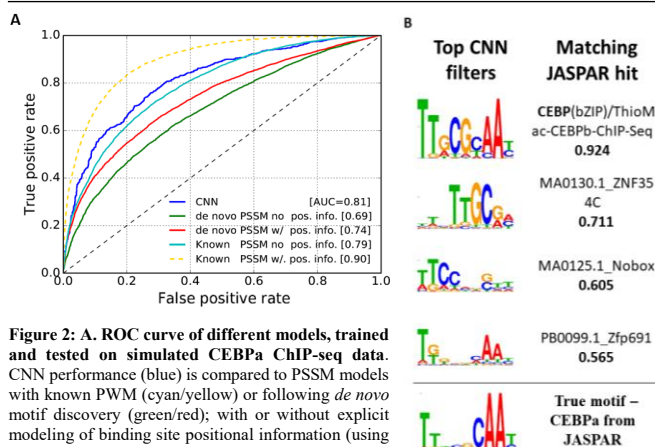 A
1.0
0.8
0.6
0.4
0.2
0.0
0.0 0.2 0.4 0.6 0.8 1.0
True positive rate
False positive rate
CNN [AUC=0.81]
de novo PSSM no pos. info. [0.69]
de novo PSSM w/ pos. info. [0.74]
Known PSSM no pos. info. [0.79]
Known PSSM w/. pos. info. [0.90]
Figure 2: A. ROC curve of different models, trained
and tested on simulated CEBPa ChIP-seq data.
CNN performance (blue) is compared to PSSM models
with known PWM (cyan/yellow) or following de novo
motif discovery (green/red); with or without explicit
modeling of binding site positional information (using
B
Top CNN
filters
Matching
JASPAR hit
TTGCGCAA
CEBP(bZIP)/ThioM
ac-CEBPb-ChIP-Seq
0.924
TTGC
MA0130.1_ZNF35
4C
0.711
TTCC
MA0125.1_Nobox
0.605
TG AA
PB0099.1_Zfp691
0.565
T CAA
True motif –
CEBPa from
JASPAR